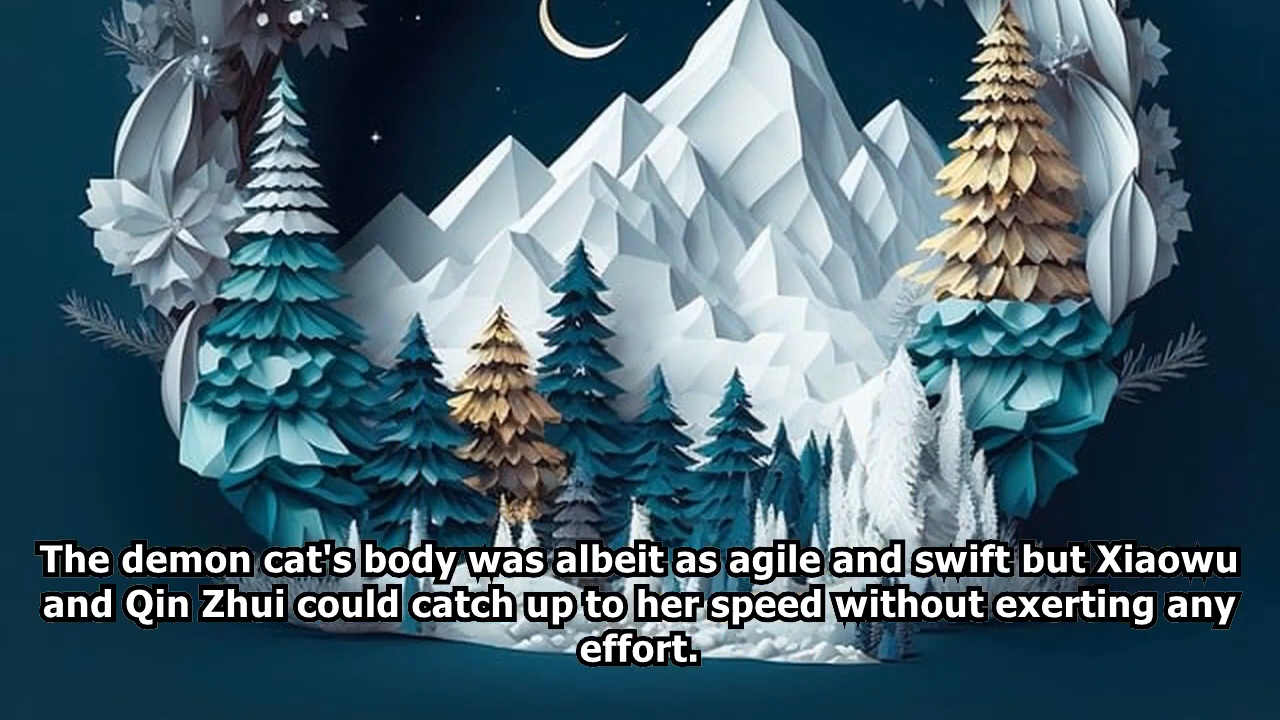 The demon cat's body was albeit as agile and swift but Xiaowu
and Qin Zhui could catch up to her speed without exerting any
effort.